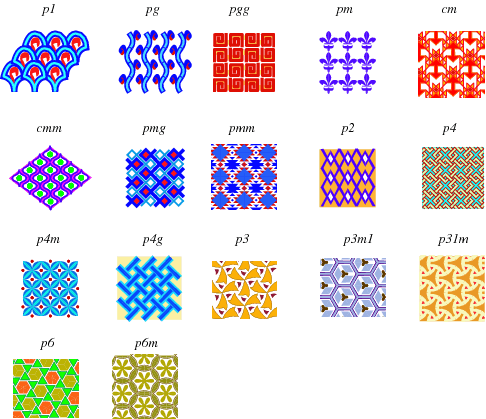 p1 pg pgg pm cm
cmm pmg pmm p2 p4
p4m p4g p3 p3m1 p31m
p6 p6m